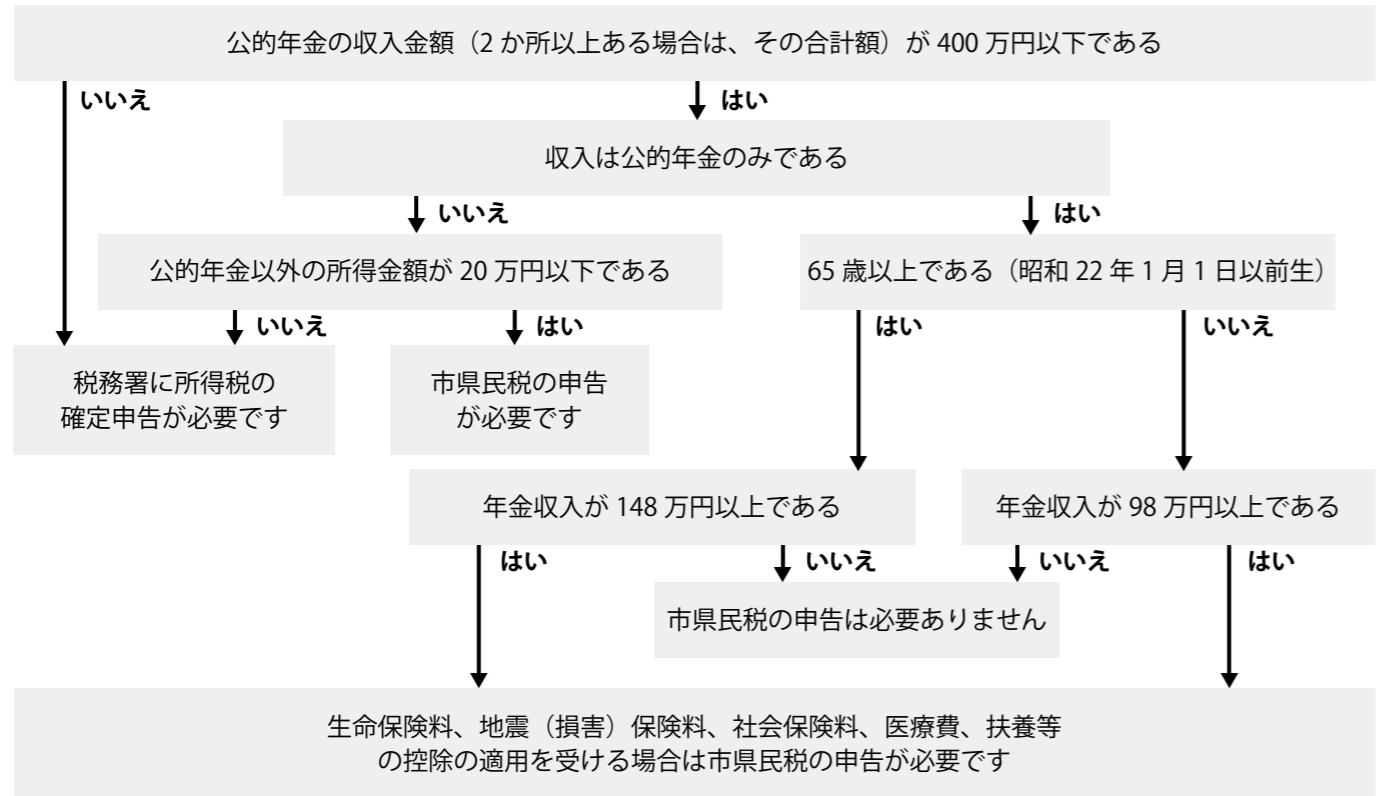 公的年金の収入金額（2 か所以上ある場合は、その合計額）が 400 万円以下である
いいえ
はい
収入は公的年金のみである
いいえ
はい
公的年金以外の所得金額が 20 万円以下である
65 歳以上である（昭和 22 年 1 月 1 日以前生）
いいえ
はい
はい
いいえ
税務署に所得税の
確定申告が必要です
市県民税の申告
が必要です
年金収入が 148 万円以上である
年金収入が 98 万円以上である
はい
いいえ
いいえ
はい
市県民税の申告は必要ありません
生命保険料、地震（損害）保険料、社会保険料、医療費、扶養等
の控除の適用を受ける場合は市県民税の申告が必要です